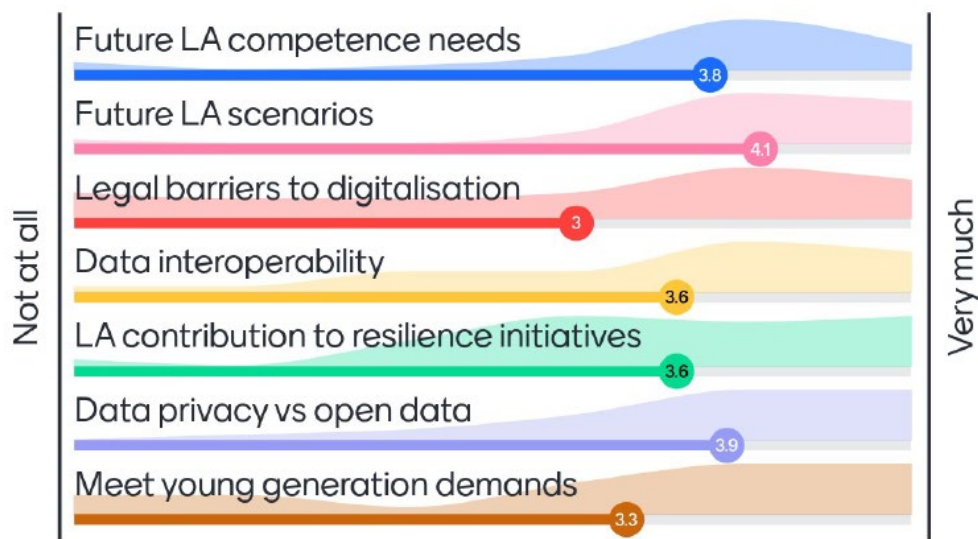 Not at all
Future LA competence needs
3.8
Future LA scenarios
4.1
Legal barriers to digitalisation
3
Data interoperability
3.6
LA contribution to resilience initiatives
3.6
Data privacy vs open data
3.9
Meet young generation demands
3.3
Very much